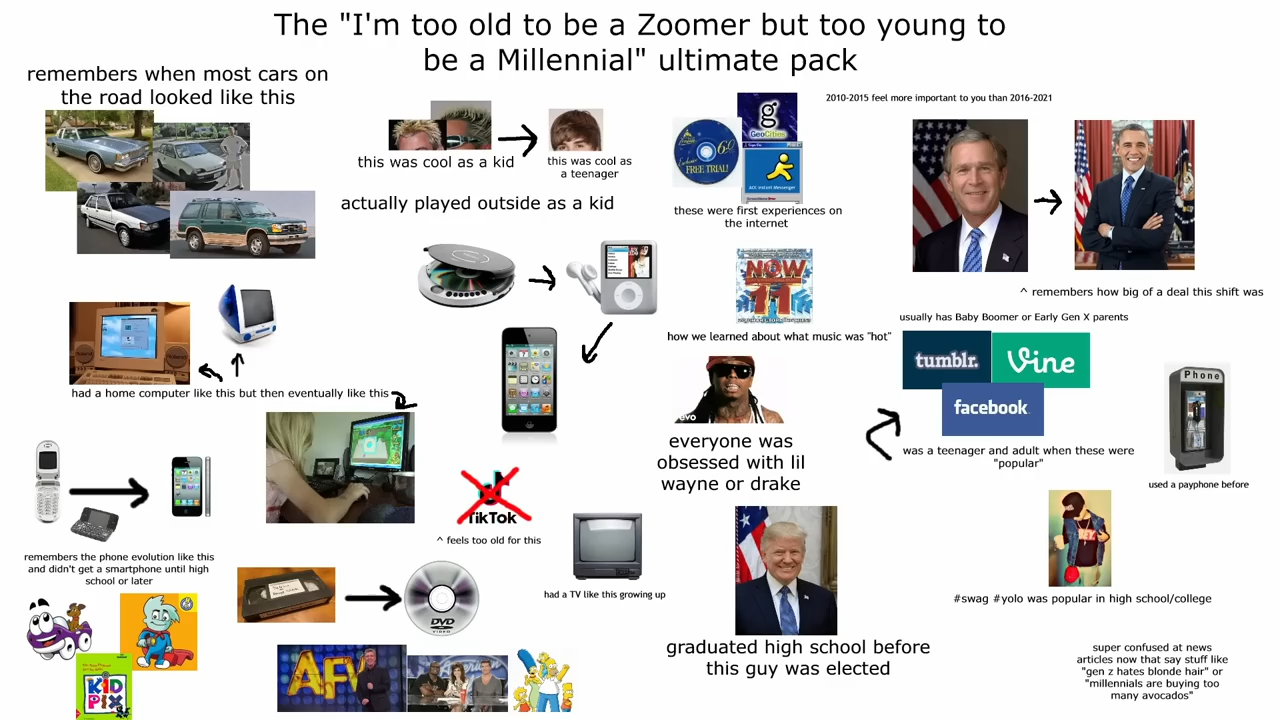 The "I'm too old to be a Zoomer but too young to
be a Millennial" ultimate pack
remembers when most cars on
the road looked like this
this was cool as a kid
this was cool as
a teenager
actually played outside as a kid
GeoCities
6.0
FREE TRIAL!
these were first experiences on
the internet
2010-2015 feel more important to you than 2016-2021
^ remembers how big of a deal this shift was
usually has Baby Boomer or Early Gen X parents
NOW
11
how we learned about what music was "hot"
had a home computer like this but then eventually like this
evo
everyone was
obsessed with lil
wayne or drake
tumblr.
Vine
facebook
was a teenager and adult when these were
"popular"
Phone
used a payphone before
remembers the phone evolution like this
and didn't get a smartphone until high
school or later
TikTok
^ feels too old for this
had a TV like this growing up
DVD
VIDEO
graduated high school before
this guy was elected
#swag #yolo was popular in high school/college
KID
PIX
AFV
super confused at news
articles now that say stuff like
"gen z hates blonde hair" or
"millennials are buying too
many avocados"